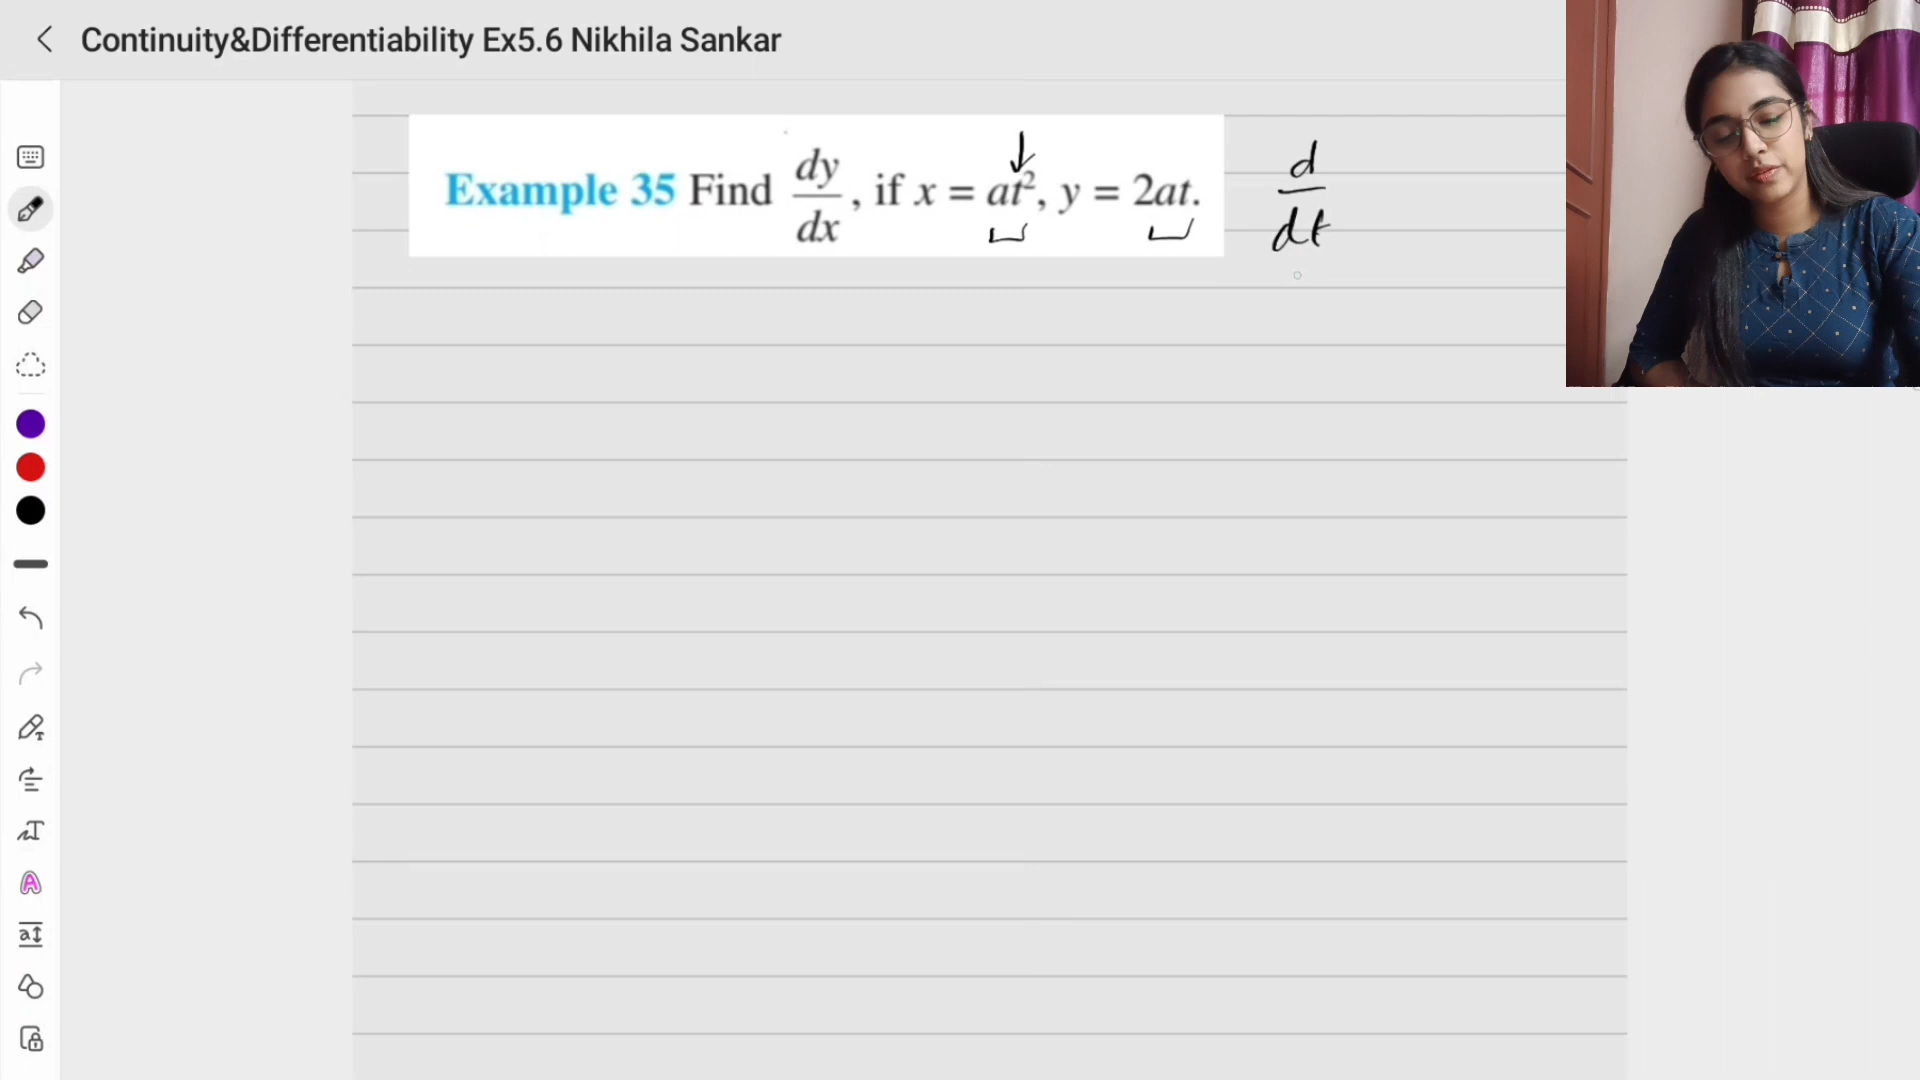 Continuity&Differentiability Ex5.6 Nikhila Sankar
Example 35 Find dy/dx, if x = at², y = 2at.
d/dt